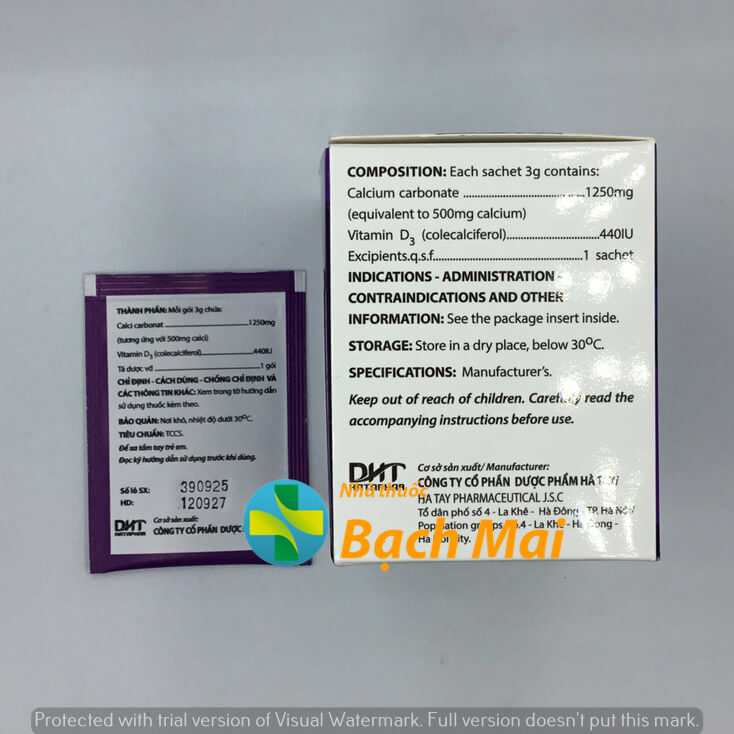 THÀNH PHẦN: Mỗi gói 3g chứa:
Calci carbonat ............1250mg
(tương ứng với 500mg calci)
Vitamin D3 (colecalciferol)............440IU
Tá dược vđ............1 gói
CHỈ ĐỊNH - CÁCH DÙNG - CHỐNG CHỈ ĐỊNH VÀ
CÁC THÔNG TIN KHÁC: Xem trong tờ hướng dẫn
sử dụng thuốc kèm theo.
BẢO QUẢN: Nơi khô, nhiệt độ dưới 30°C.
TIÊU CHUẨN: TCCS.
Để xa tầm tay trẻ em.
Đọc kỹ hướng dẫn sử dụng trước khi dùng.
Số lô SX: 390925
HD: 120927
DHT
HATAPHAR
Cơ sở sản xuất:
CÔNG TY CỔ PHẦN DƯỢC
COMPOSITION: Each sachet 3g contains:
Calcium carbonate ............1250mg
(equivalent to 500mg calcium)
Vitamin D3 (colecalciferol)............440IU
Excipients.q.s.f............1 sachet
INDICATIONS - ADMINISTRATION -
CONTRAINDICATIONS AND OTHER
INFORMATION: See the package insert inside.
STORAGE: Store in a dry place, below 30°C.
SPECIFICATIONS: Manufacturer's.
Keep out of reach of children. Carefully read the
accompanying instructions before use.
DHT
HATAPHAR
Cơ sở sản xuất/ Manufacturer:
CÔNG TY CỔ PHẦN DƯỢC PHẨM HÀ TÂY
HA TAY PHARMACEUTICAL J.S.C
Tổ dân phố số 4 - La Khê - Hà Đông - TP. Hà Nội/
Population No.4 - La Khê - Ha Dong -
Nhà thuốc
Bạch Mai
Protected with trial version of Visual Watermark. Full version doesn't put this mark.